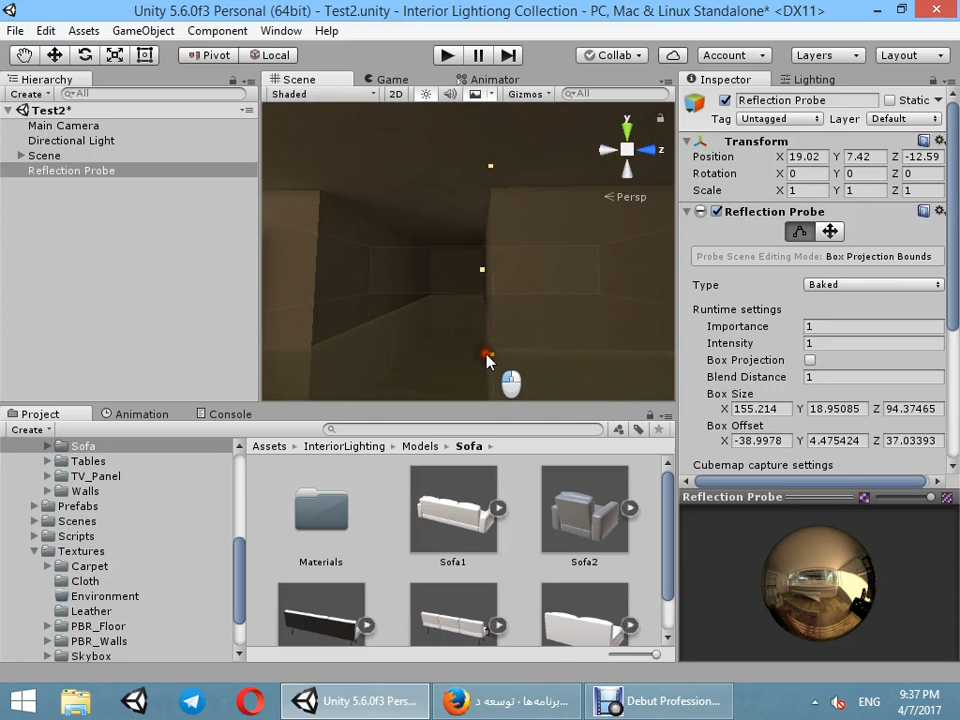 Unity 5.6.0f3 Personal (64bit) - Test2.unity - Interior Lightiong Collection - PC, Mac & Linux Standalone* <DX11>
File Edit Assets GameObject Component Window Help
Pivot Local Collab Account Layers Layout
Hierarchy
Create All
Test2*
Main Camera
Directional Light
Scene
Reflection Probe
Scene Game Animator
Shaded 2D Gizmos All
y
z
Persp
Inspector Lighting
Reflection Probe Static
Tag Untagged Layer Default
Transform
Position X 19.02 Y 7.42 Z -12.59
Rotation X 0 Y 0 Z 0
Scale X 1 Y 1 Z 1
Reflection Probe
Probe Scene Editing Mode: Box Projection Bounds
Type Baked
Runtime settings
Importance 1
Intensity 1
Box Projection
Blend Distance 1
Box Size
X 155.214 Y 18.95085 Z 94.37465
Box Offset
X -38.9978 Y 4.475424 Z 37.03393
Cubemap capture settings
Reflection Probe
Project Animation Console
Create
Sofa
Tables
TV_Panel
Walls
Prefabs
Scenes
Scripts
Textures
Carpet
Cloth
Environment
Leather
PBR_Floor
PBR_Walls
Skybox
Assets InteriorLighting Models Sofa
Materials Sofa1 Sofa2
Unity 5.6.0f3 Pers...
برنامه‌ها · توسعه د...
Debut Profession...
ENG
9:37 PM
4/7/2017